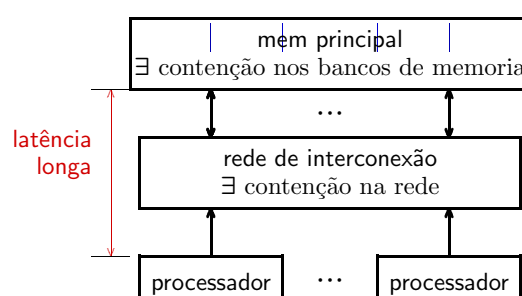 mem principal
∃ contenção nos bancos de memoria
...
latência
longa
rede de interconexão
∃ contenção na rede
processador ... processador